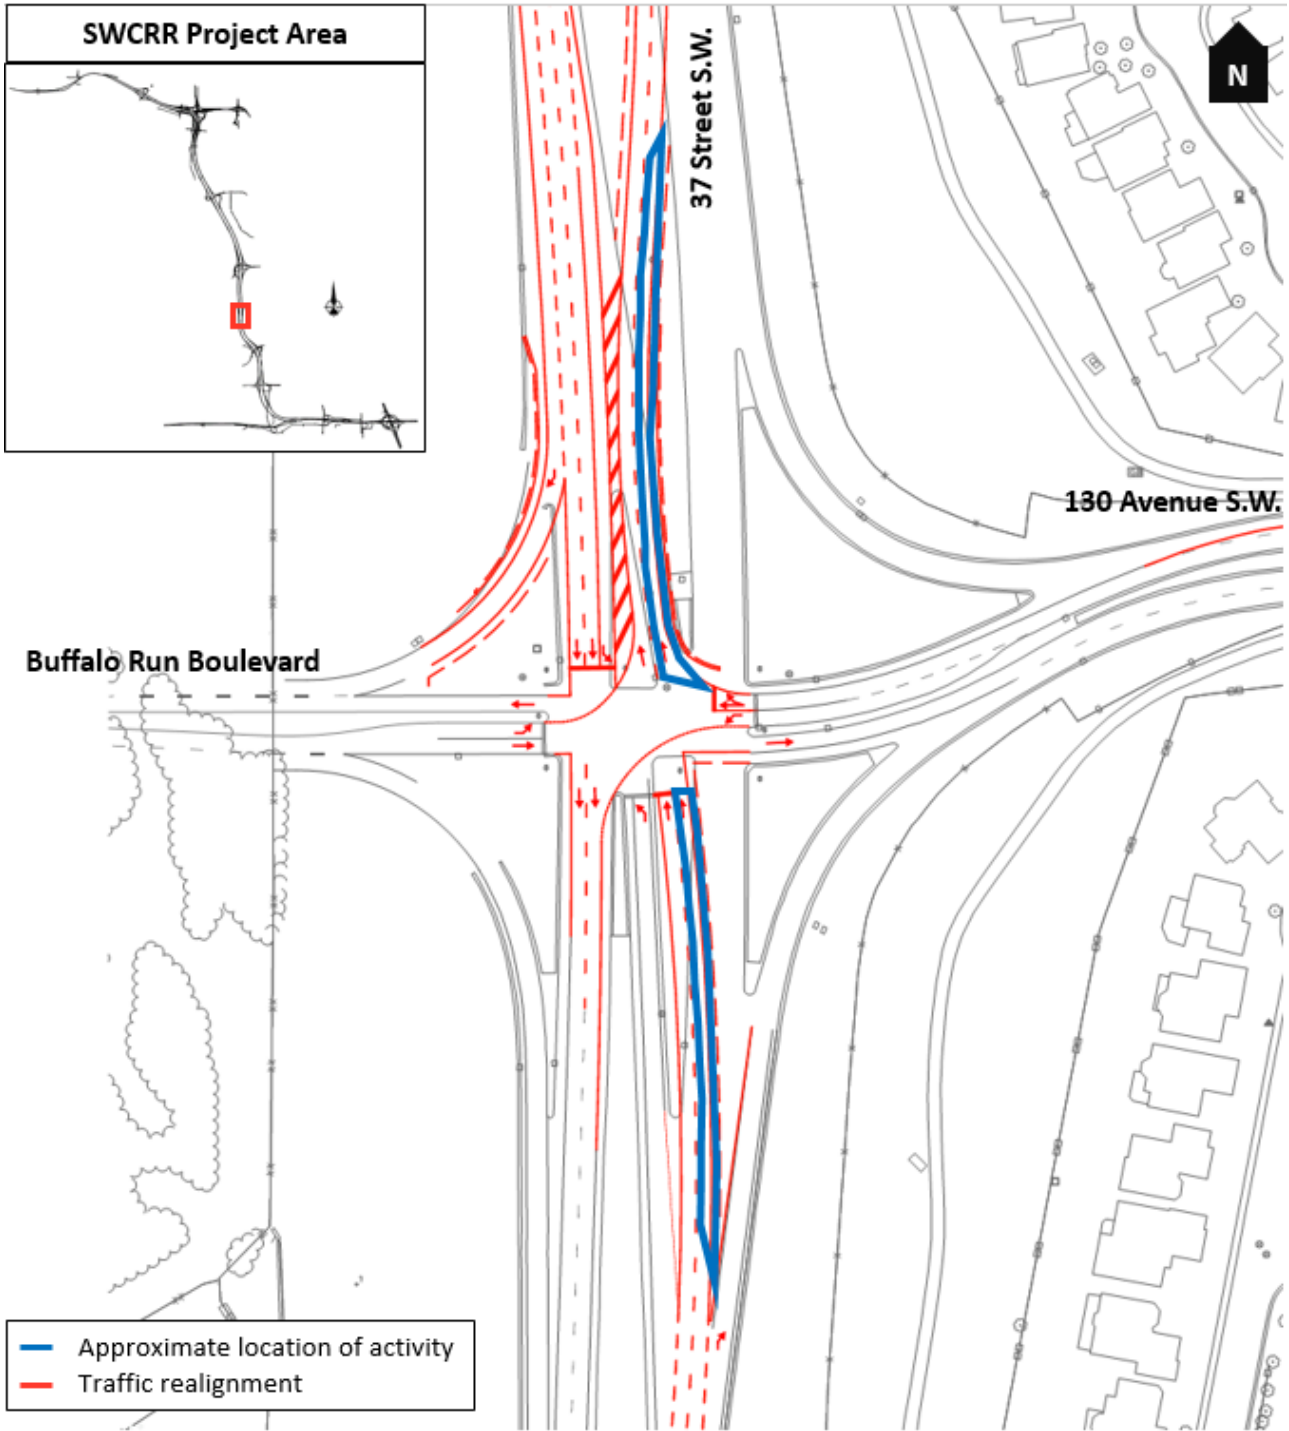 SWCRR Project Area
37 Street S.W.
N
130 Avenue S.W.
Buffalo Run Boulevard
Approximate location of activity
Traffic realignment